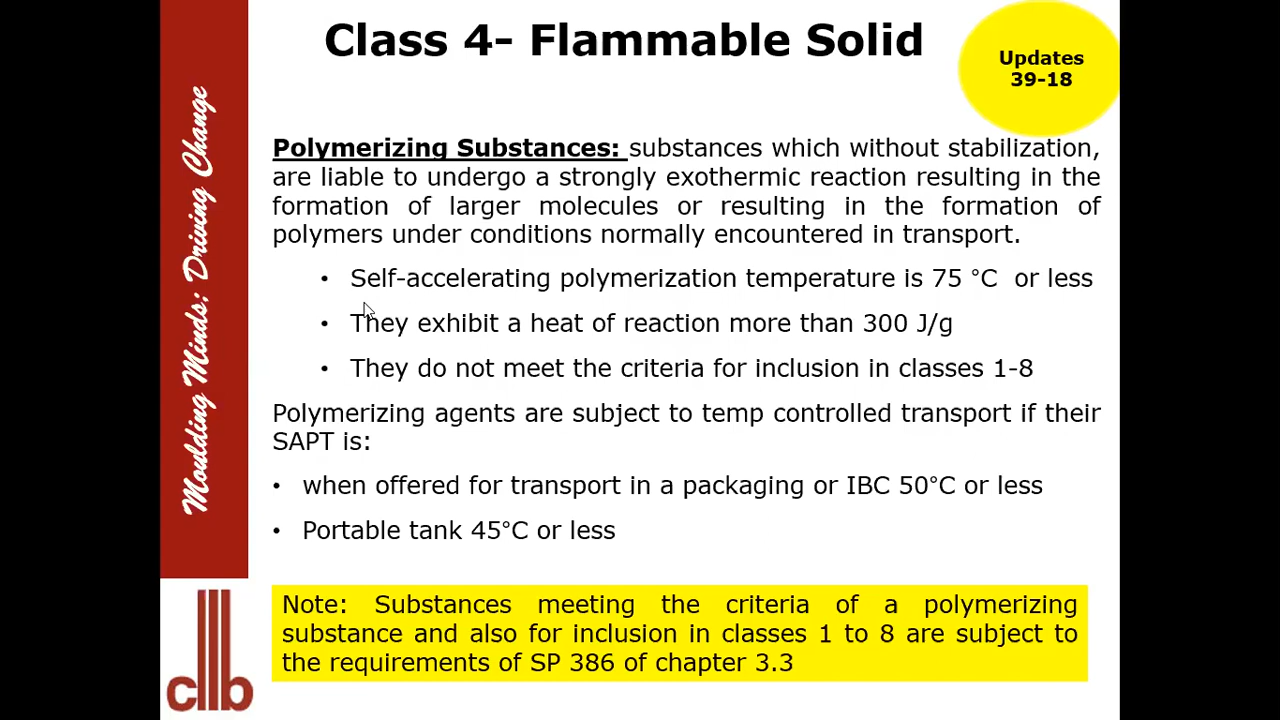 Class 4- Flammable Solid
Updates
39-18
Moulding Minds; Driving Change
Polymerizing Substances: substances which without stabilization,
are liable to undergo a strongly exothermic reaction resulting in the
formation of larger molecules or resulting in the formation of
polymers under conditions normally encountered in transport.
• Self-accelerating polymerization temperature is 75 °C or less
• They exhibit a heat of reaction more than 300 J/g
• They do not meet the criteria for inclusion in classes 1-8
Polymerizing agents are subject to temp controlled transport if their
SAPT is:
• when offered for transport in a packaging or IBC 50°C or less
• Portable tank 45°C or less
Note: Substances meeting the criteria of a polymerizing
substance and also for inclusion in classes 1 to 8 are subject to
the requirements of SP 386 of chapter 3.3
cllb